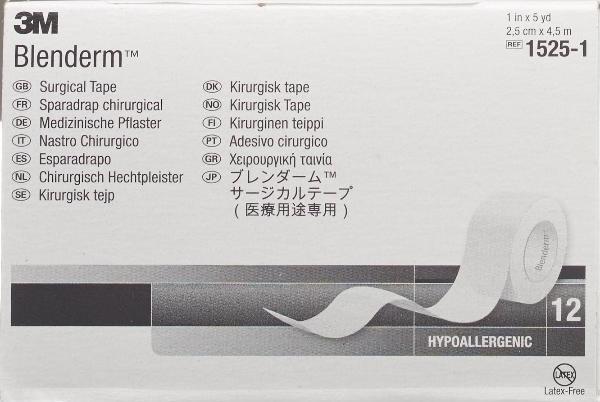 3M
Blenderm™
1 in x 5 yd
2,5 cm x 4,5 m
REF 1525-1
GB Surgical Tape
FR Sparadrap chirurgical
DE Medizinische Pflaster
IT Nastro Chirurgico
ES Esparadrapo
NL Chirurgisch Hechtpleister
SE Kirurgisk tejp
DK Kirurgisk tape
NO Kirurgisk Tape
FI Kirurginen teippi
PT Adesivo cirurgico
GR Χειρουργική ταινία
JP ブレンダーム™
サージカルテープ
(医療用途専用)
Blenderm
12
HYPOALLERGENIC
LATEX
Latex-Free